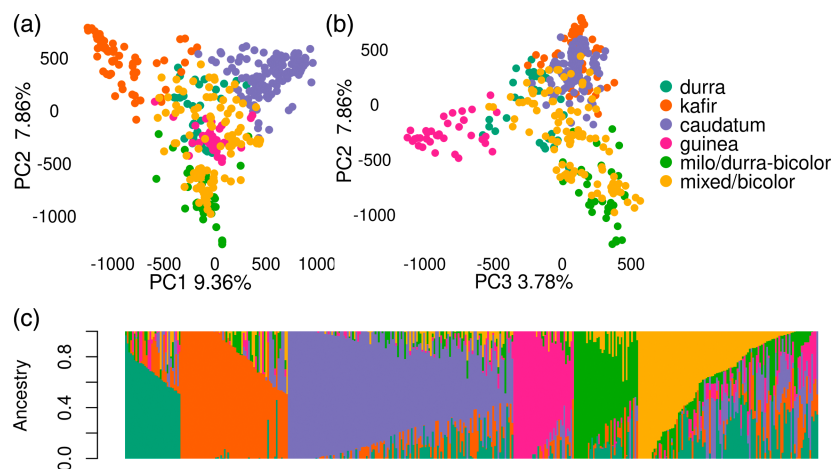 (a)
500
0
-500
-1000
PC2 7.86%
-1000 -500 0 500 1000
PC1 9.36%
(b)
500
0
-500
-1000
PC2 7.86%
-1000 -500 0 500
PC3 3.78%
durra
kafir
caudatum
guinea
milo/durra-bicolor
mixed/bicolor
(c)
Ancestry
0.8
0.4
0.0